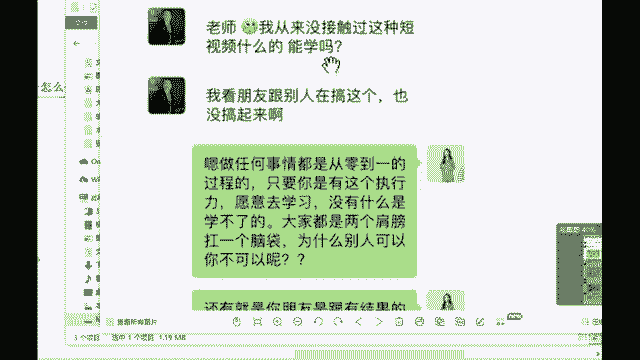 老师 我从来没接触过这种短
视频什么的 能学吗?
我看朋友跟别人在搞这个，也
没搞起来啊
嗯做任何事情都是从零到一的
过程的，只要你是有这个执行
力，愿意去学习，没有什么是
学不了的。大家都是两个肩膀
扛一个脑袋，为什么别人可以
你不可以呢？？
还有就是你朋友是跟有结果的
查看所有图片
new
3 个项目
选中 1 个项目 1.19 MB